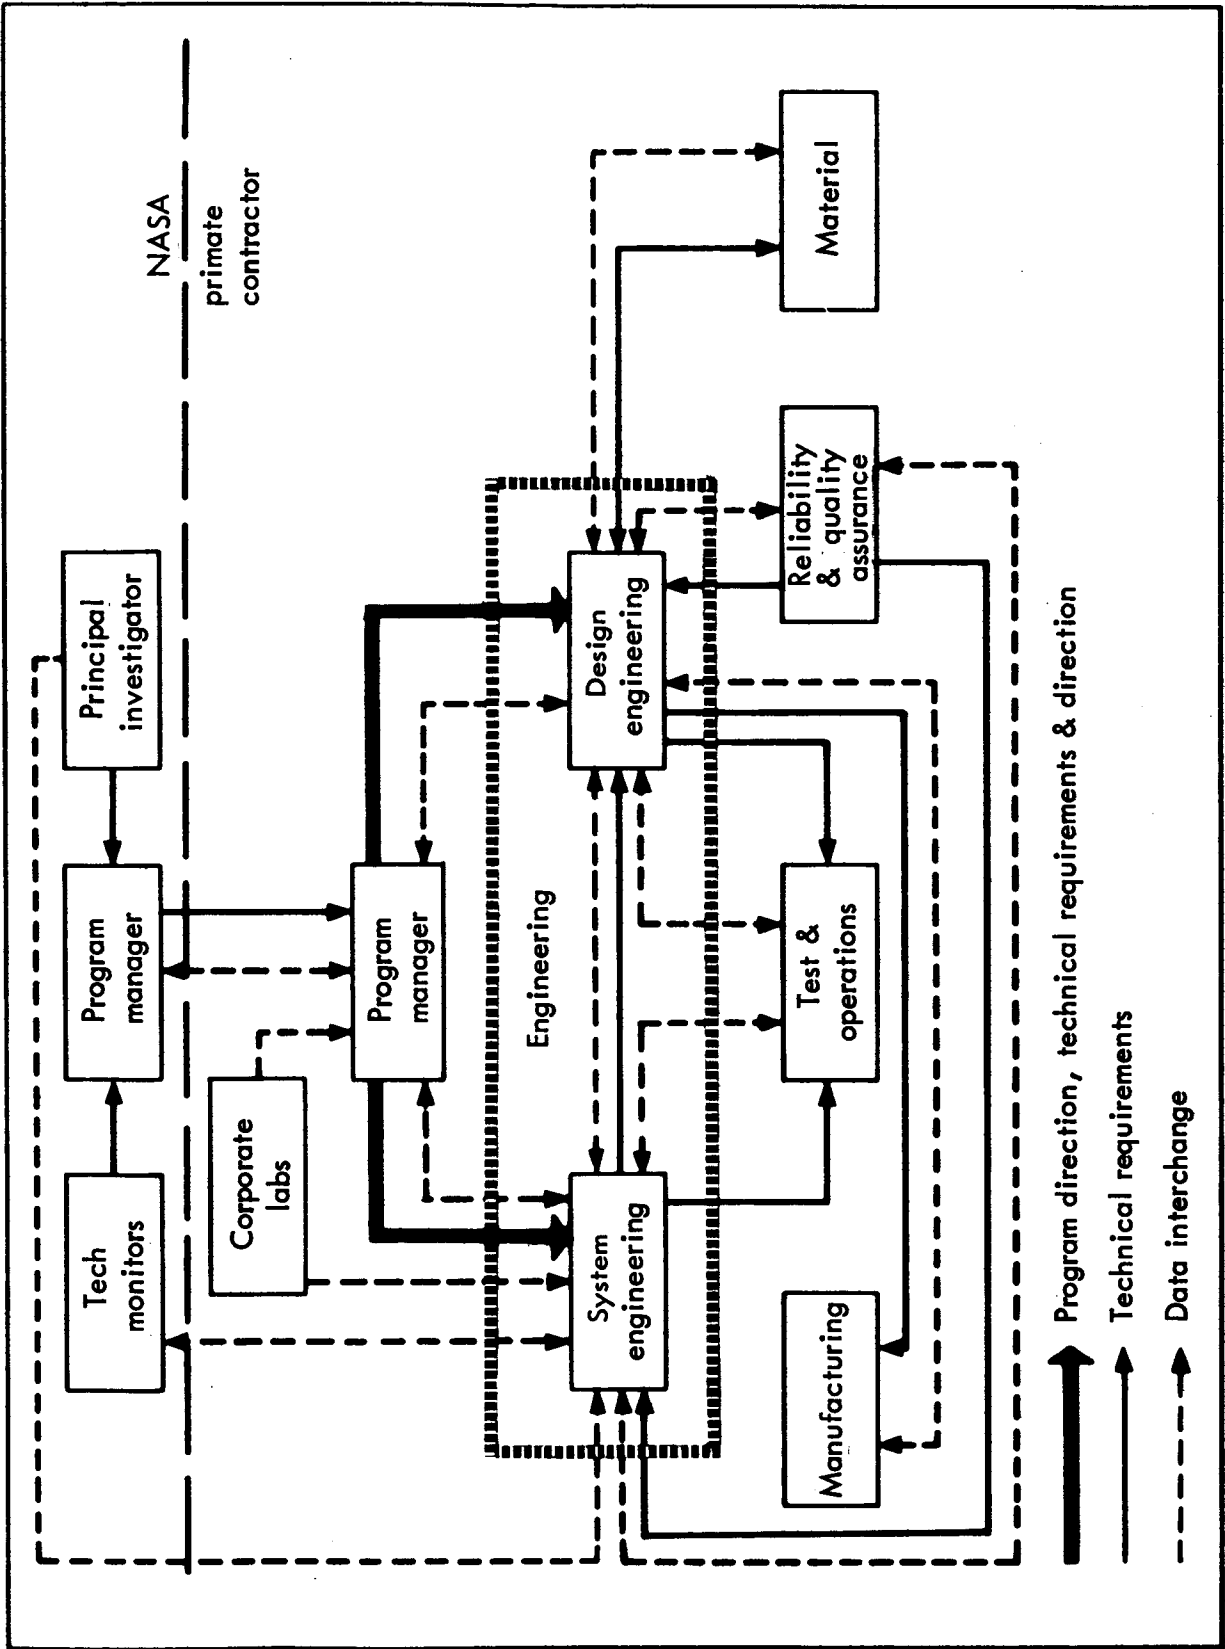 NASA
primate
contractor
Tech
monitors
Program
manager
Principal
investigator
Corporate
labs
Program
manager
Engineering
System
engineering
Design
engineering
Manufacturing
Test &
operations
Reliability
& quality
assurance
Material
Program direction, technical requirements & direction
Technical requirements
Data interchange